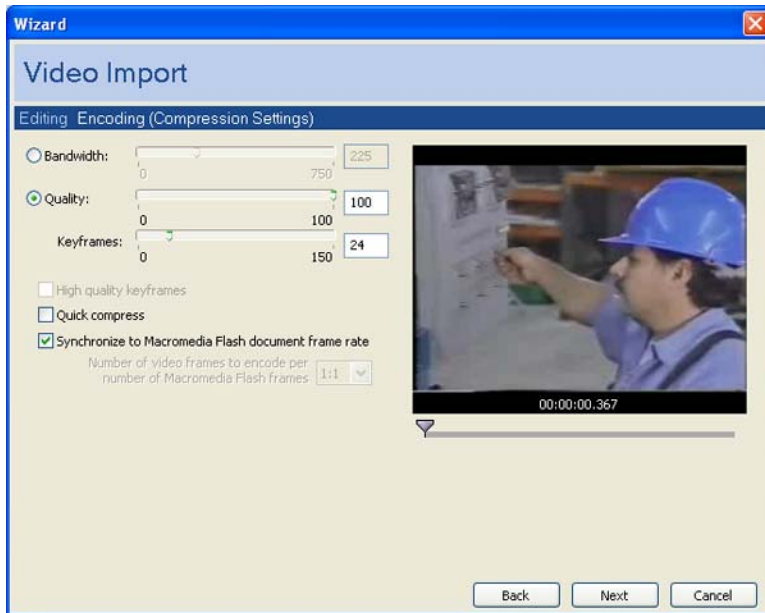 Wizard
Video Import
Editing Encoding (Compression Settings)
Bandwidth: 225
0 750
Quality: 100
0 100
Keyframes: 24
0 150
High quality keyframes
Quick compress
Synchronize to Macromedia Flash document frame rate
Number of video frames to encode per
number of Macromedia Flash frames 1:1
00:00:00.367
Back Next Cancel